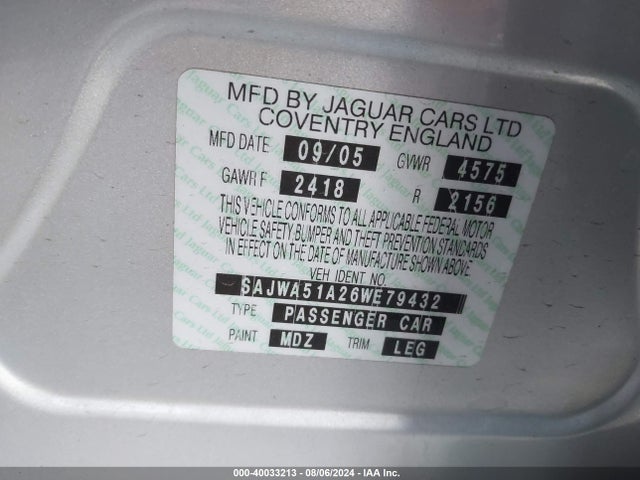 MFD BY JAGUAR CARS LTD
COVENTRY ENGLAND
MFD DATE 09/05 GVWR 4575
GAWR F 2418 R 2156
THIS VEHICLE CONFORMS TO ALL APPLICABLE FEDERAL MOTOR
VEHICLE SAFETY BUMPER AND THEFT PREVENTION STANDARDS
IN EFFECT ON THE DATE OF MANUFACTURE SHOWN ABOVE
VEH IDENT NO.
SAJWA51A26WE79432
TYPE PASSENGER CAR
PAINT MDZ TRIM LEG
000-40033213 - 08/06/2024 - IAA Inc.